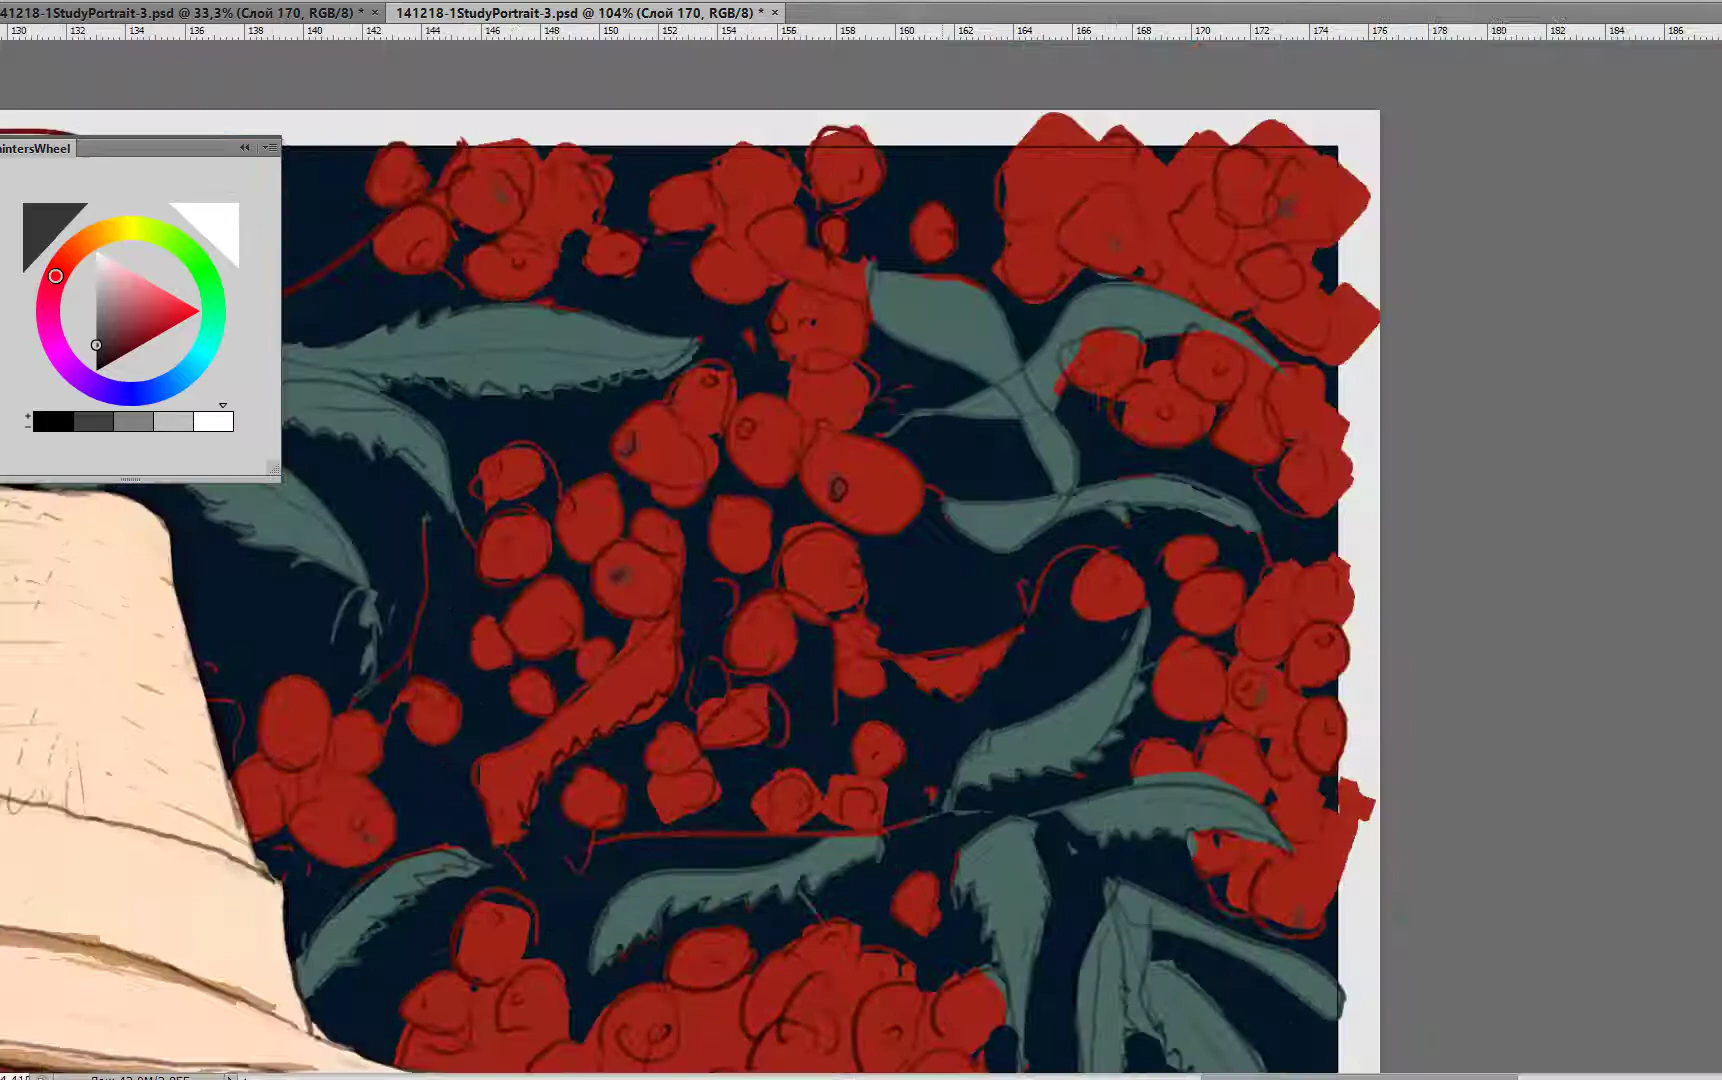 141218-1StudyPortrait-3.psd @ 33,3% (Слой 170, RGB/8) * × 141218-1StudyPortrait-3.psd @ 104% (Слой 170, RGB/8) * ×
130 132 134 136 138 140 142 144 146 148 150 152 154 156 158 160 162 164 166 168 170 172 174 176 178 180 182 184 186
aintersWheel